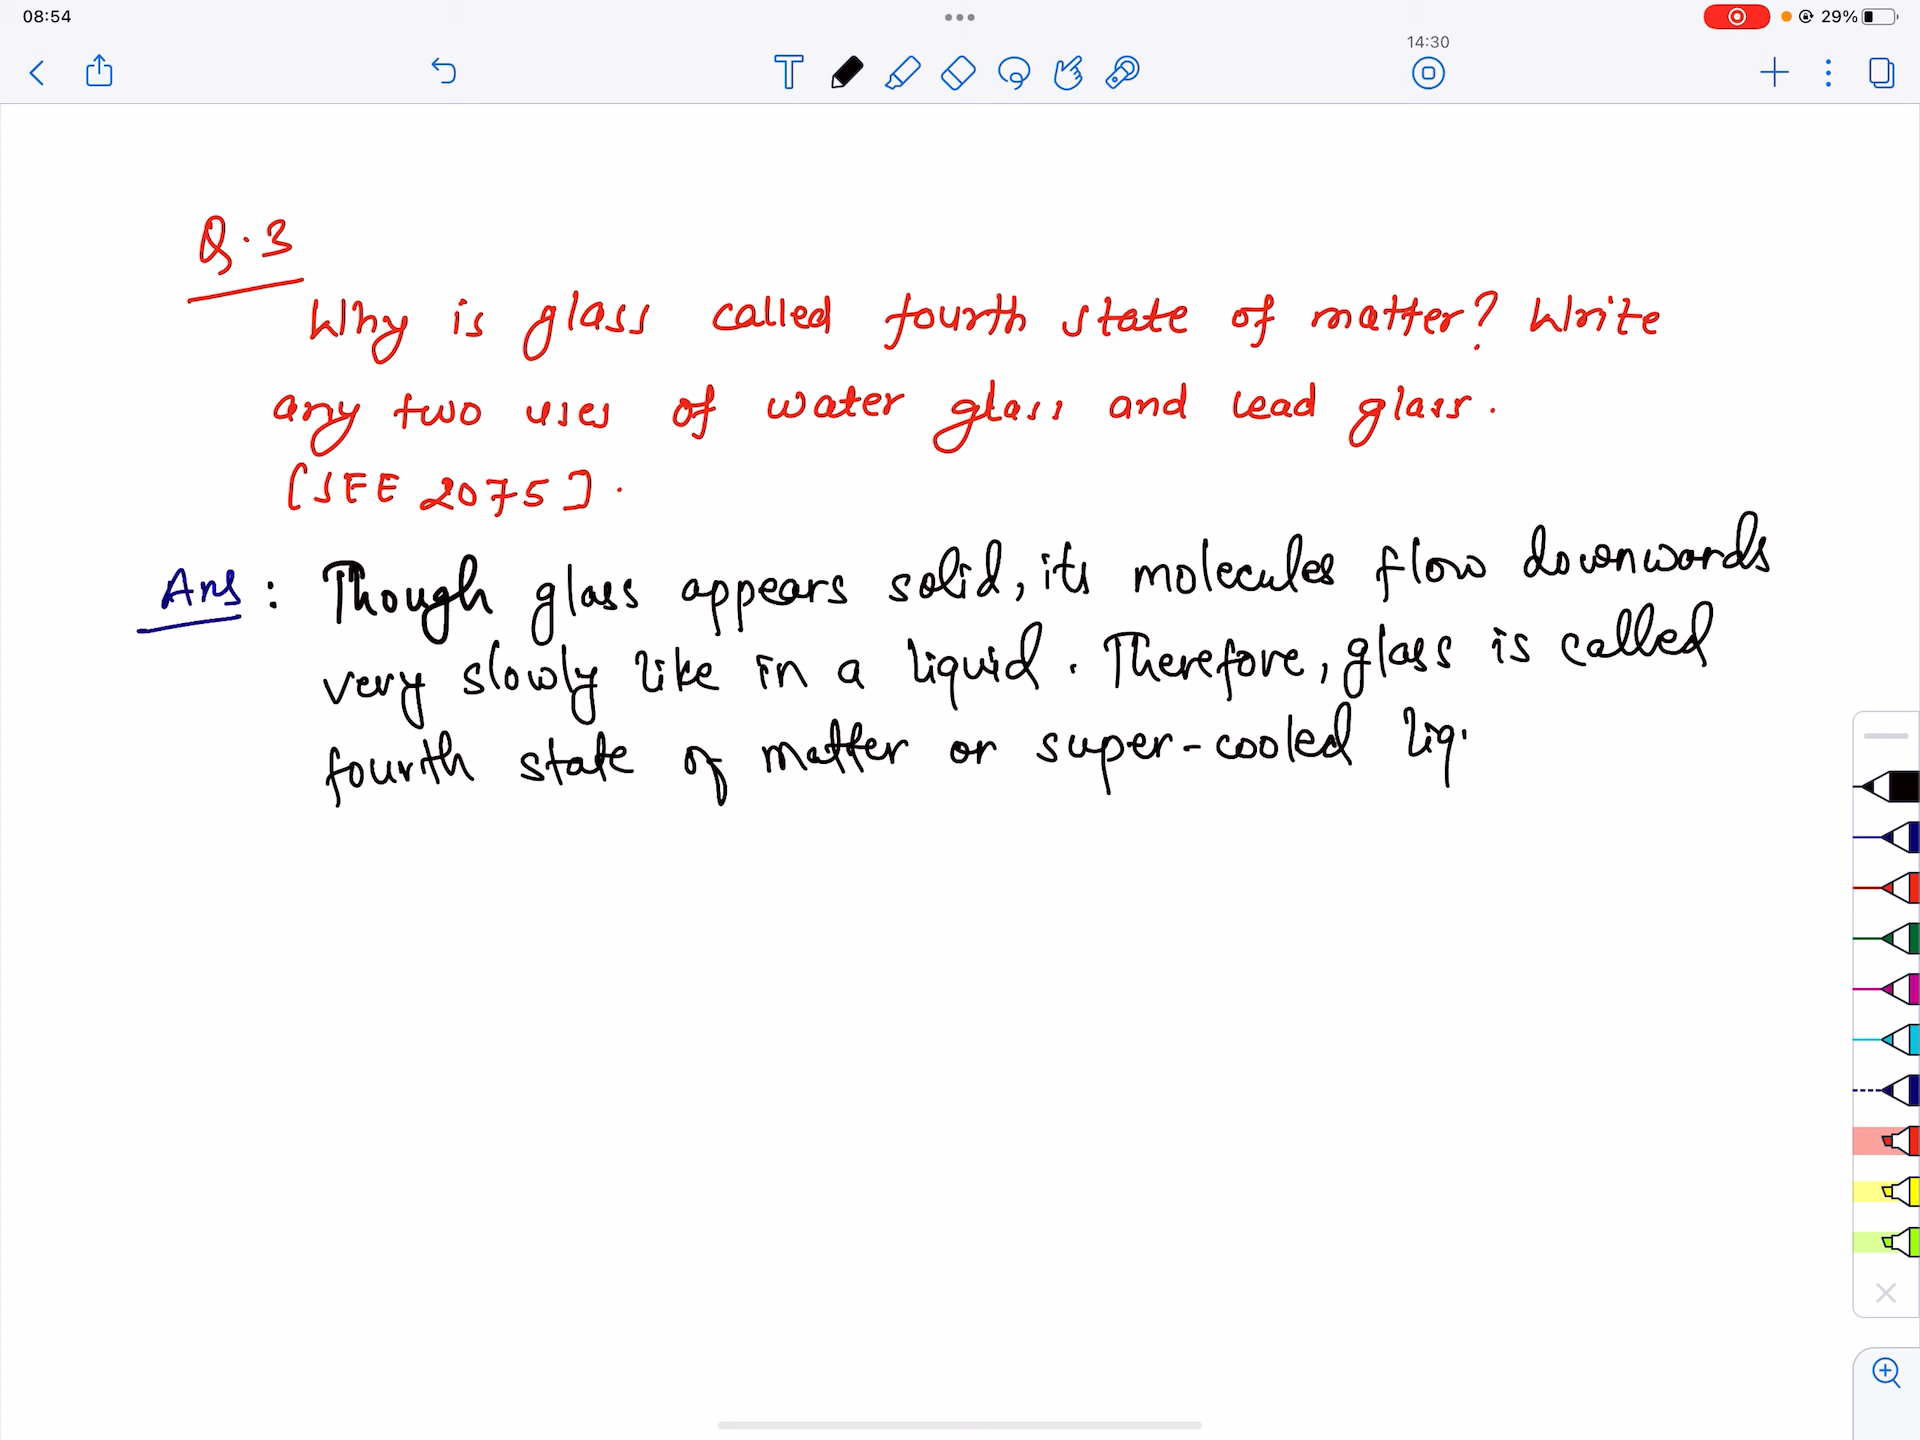 08:54
29%
14:30
Q.3
Why is glass called fourth state of matter? Write
any two uses of water glass and lead glass.
[SEE 2075].
Ans : Though glass appears solid, its molecules flow downwards
very slowly like in a liquid. Therefore, glass is called
fourth state of matter or super-cooled liq